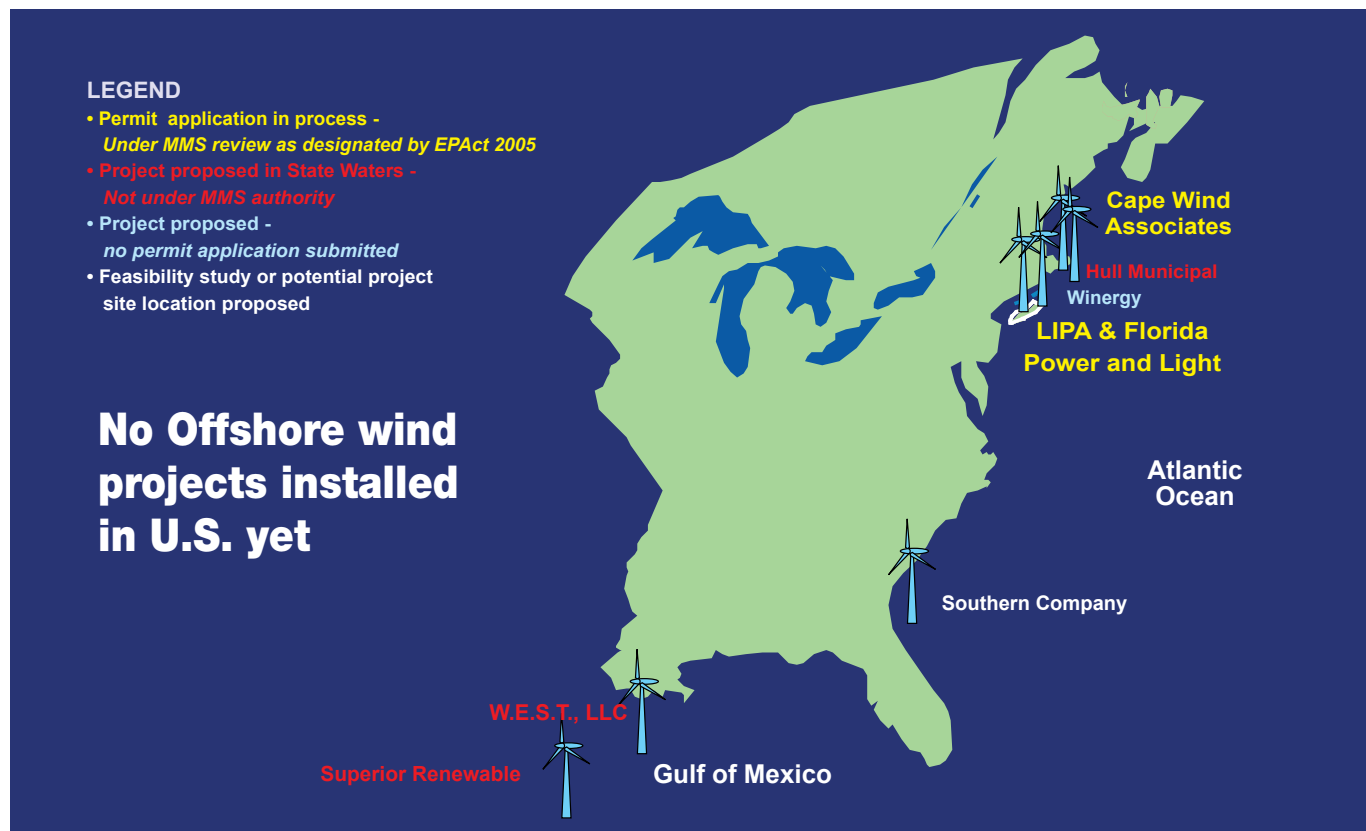 LEGEND
• Permit application in process -
Under MMS review as designated by EPAct 2005
• Project proposed in State Waters -
Not under MMS authority
• Project proposed -
no permit application submitted
• Feasibility study or potential project
site location proposed
No Offshore wind
projects installed
in U.S. yet
Cape Wind
Associates
Hull Municipal
Winergy
LIPA & Florida
Power and Light
Atlantic
Ocean
Southern Company
W.E.S.T., LLC
Superior Renewable
Gulf of Mexico